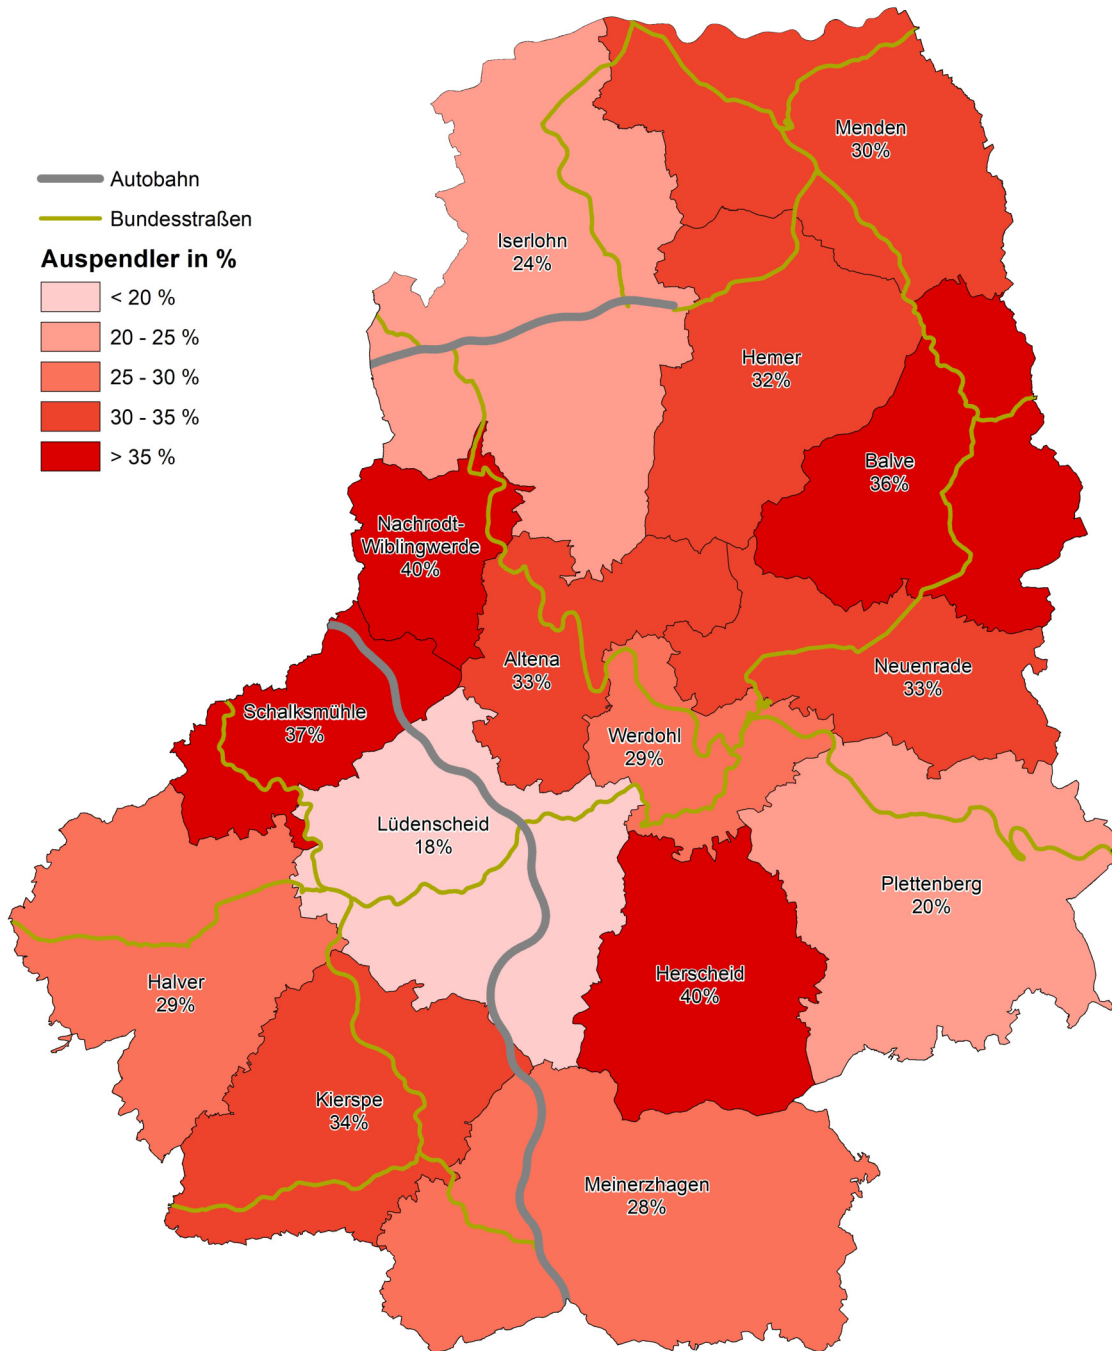 Autobahn
Bundesstraßen
Auspendler in %
< 20 %
20 - 25 %
25 - 30 %
30 - 35 %
> 35 %
Menden
30%
Iserlohn
24%
Hemer
32%
Balve
36%
Nachrodt-
Wiblingwerde
40%
Altena
33%
Neuenrade
33%
Schalksmühle
37%
Werdohl
29%
Lüdenscheid
18%
Plettenberg
20%
Halver
29%
Herscheid
40%
Kierspe
34%
Meinerzhagen
28%